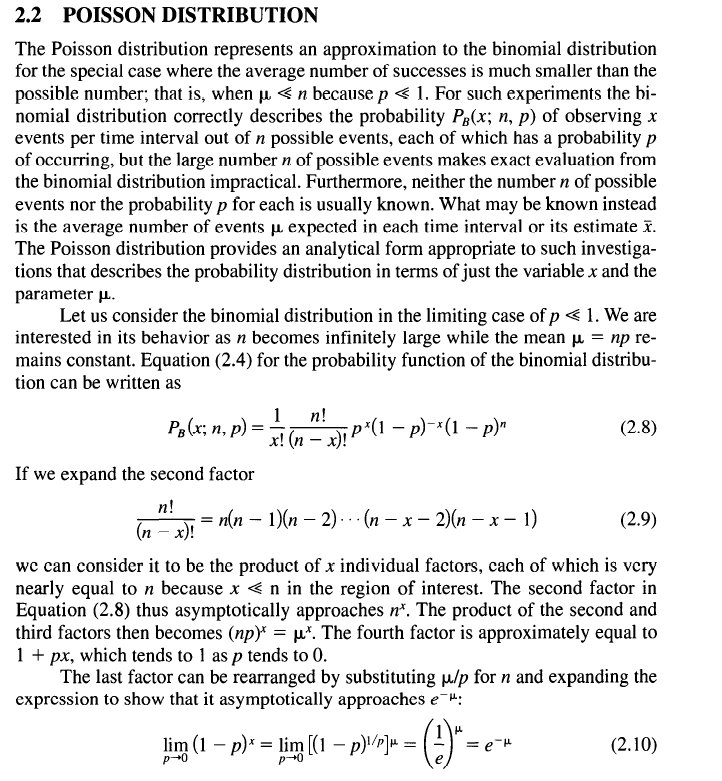 2.2 POISSON DISTRIBUTION
The Poisson distribution represents an approximation to the binomial distribution
for the special case where the average number of successes is much smaller than the
possible number; that is, when μ ≪ n because p ≪ 1. For such experiments the bi-
nomial distribution correctly describes the probability P_B(x; n, p) of observing x
events per time interval out of n possible events, each of which has a probability p
of occurring, but the large number n of possible events makes exact evaluation from
the binomial distribution impractical. Furthermore, neither the number n of possible
events nor the probability p for each is usually known. What may be known instead
is the average number of events μ expected in each time interval or its estimate x̄.
The Poisson distribution provides an analytical form appropriate to such investiga-
tions that describes the probability distribution in terms of just the variable x and the
parameter μ.
Let us consider the binomial distribution in the limiting case of p ≪ 1. We are
interested in its behavior as n becomes infinitely large while the mean μ = np re-
mains constant. Equation (2.4) for the probability function of the binomial distribu-
tion can be written as
P_B(x; n, p) = 1/x! n!/(n − x)! p^x(1 − p)^−x(1 − p)^n (2.8)
If we expand the second factor
n!/(n − x)! = n(n − 1)(n − 2) ··· (n − x − 2)(n − x − 1) (2.9)
we can consider it to be the product of x individual factors, each of which is very
nearly equal to n because x ≪ n in the region of interest. The second factor in
Equation (2.8) thus asymptotically approaches n^x. The product of the second and
third factors then becomes (np)^x = μ^x. The fourth factor is approximately equal to
1 + px, which tends to 1 as p tends to 0.
The last factor can be rearranged by substituting μ/p for n and expanding the
expression to show that it asymptotically approaches e^−μ:
lim_{p→0} (1 − p)^x = lim_{p→0} [(1 − p)^{1/p}]^μ = (1/e)^μ = e^−μ (2.10)